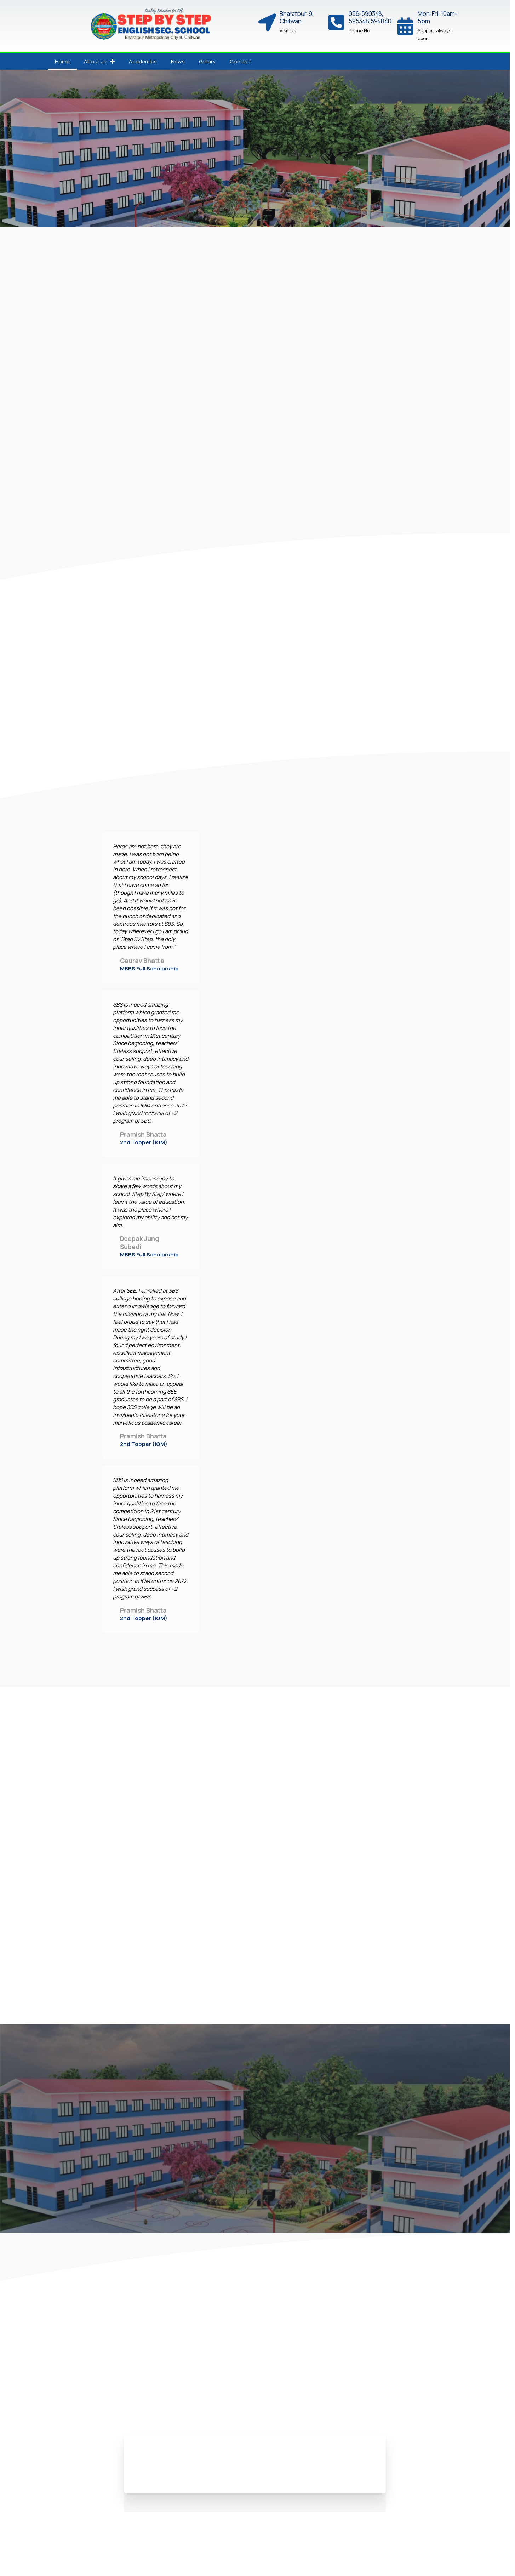 Quality Education for All
STEP BY STEP
ENGLISH SEC. SCHOOL
Bharatpur Metropolitan City-9, Chitwan
Bharatpur-9,
Chitwan
Visit Us
056-590348,
595348,594840
Phone No
Mon-Fri: 10am-
5pm
Support always
open
Home
About us +
Academics
News
Gallary
Contact
Heros are not born, they are
made. I was not born being
what I am today. I was crafted
in here. When I retrospect
about my school days, I realize
that I have come so far
(though I have many miles to
go). And it would not have
been possible if it was not for
the bunch of dedicated and
dextrous mentors at SBS. So,
today wherever I go I am proud
of "Step By Step, the holy
place where I came from."
Gaurav Bhatta
MBBS Full Scholarship
SBS is indeed amazing
platform which granted me
opportunities to harness my
inner qualities to face the
competition in 21st century.
Since beginning, teachers'
tireless support, effective
counseling, deep intimacy and
innovative ways of teaching
were the root causes to build
up strong foundation and
confidence in me. This made
me able to stand second
position in IOM entrance 2072.
I wish grand success of +2
program of SBS.
Pramish Bhatta
2nd Topper (IOM)
It gives me imense joy to
share a few words about my
school 'Step By Step' where I
learnt the value of education.
It was the place where I
explored my ability and set my
aim.
Deepak Jung
Subedi
MBBS Full Scholarship
After SEE, I enrolled at SBS
college hoping to expose and
extend knowledge to forward
the mission of my life. Now, I
feel proud to say that I had
made the right decision.
During my two years of study I
found perfect environment,
excellent management
committee, good
infrastructures and
cooperative teachers. So, I
would like to make an appeal
to all the forthcoming SEE
graduates to be a part of SBS. I
hope SBS college will be an
invaluable milestone for your
marvellous academic career.
Pramish Bhatta
2nd Topper (IOM)
SBS is indeed amazing
platform which granted me
opportunities to harness my
inner qualities to face the
competition in 21st century.
Since beginning, teachers'
tireless support, effective
counseling, deep intimacy and
innovative ways of teaching
were the root causes to build
up strong foundation and
confidence in me. This made
me able to stand second
position in IOM entrance 2072.
I wish grand success of +2
program of SBS.
Pramish Bhatta
2nd Topper (IOM)